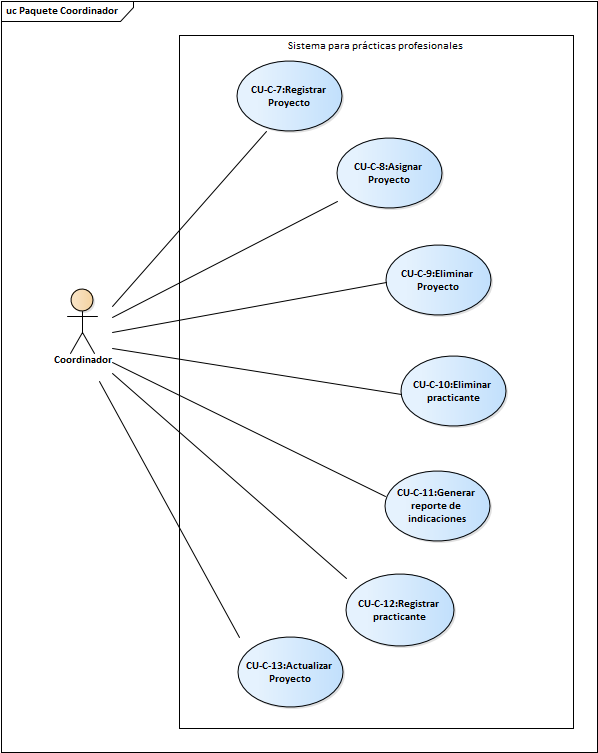 uc Paquete Coordinador
Sistema para prácticas profesionales
CU-C-7:Registrar
Proyecto
CU-C-8:Asignar
Proyecto
CU-C-9:Eliminar
Proyecto
Coordinador
CU-C-10:Eliminar
practicante
CU-C-11:Generar
reporte de
indicaciones
CU-C-12:Registrar
practicante
CU-C-13:Actualizar
Proyecto